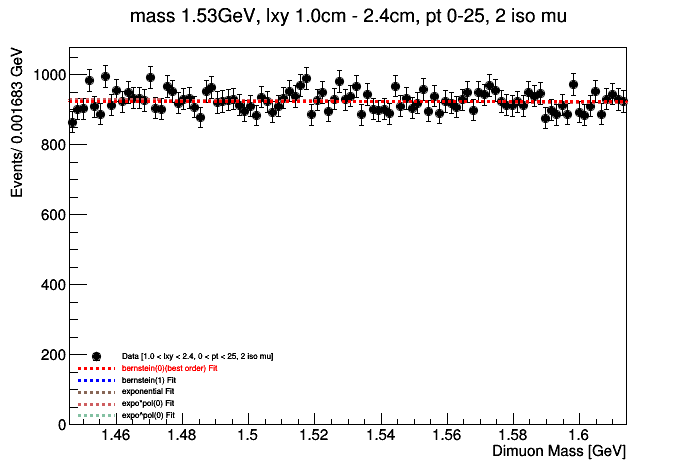 mass 1.53GeV, lxy 1.0cm - 2.4cm, pt 0-25, 2 iso mu
Events/ 0.001683 GeV
1000
800
600
400
200
0
Data [1.0 < lxy < 2.4, 0 < pt < 25, 2 iso mu]
bernstein(0)(best order) Fit
bernstein(1) Fit
exponential Fit
expo*pol(0) Fit
expo^pol(0) Fit
1.46 1.48 1.5 1.52 1.54 1.56 1.58 1.6
Dimuon Mass [GeV]